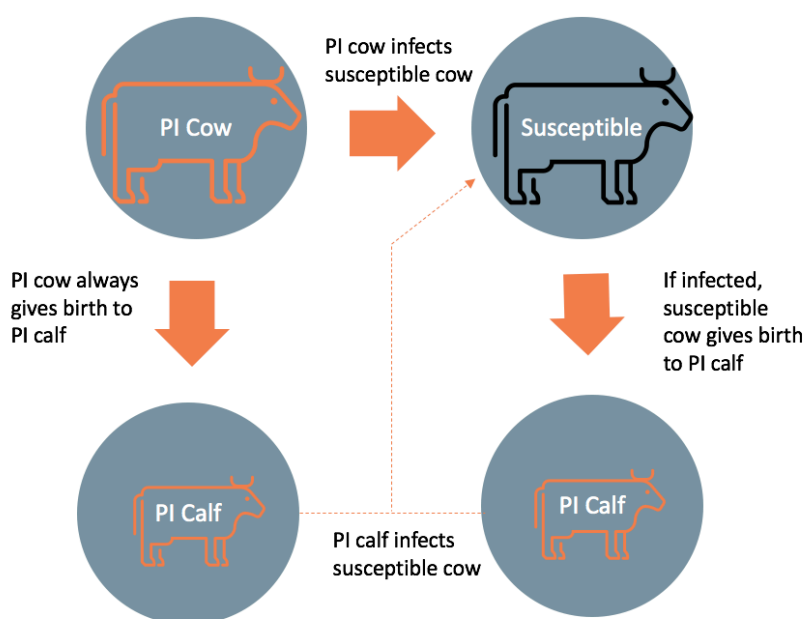 PI cow infects
susceptible cow
PI Cow
Susceptible
PI cow always
gives birth to
PI calf
If infected,
susceptible
cow gives birth
to PI calf
PI Calf
PI Calf
PI calf infects
susceptible cow